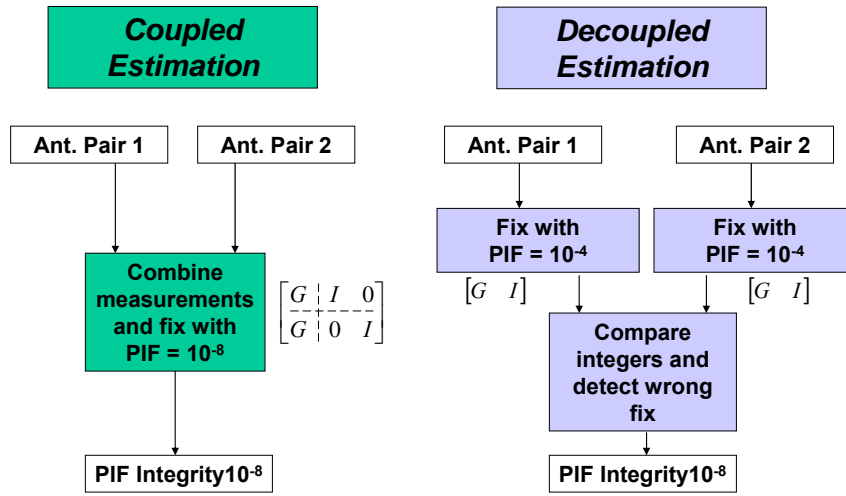 Coupled
Estimation
Ant. Pair 1
Ant. Pair 2
Combine
measurements
and fix with
PIF = 10⁻⁸
G I 0
G 0 I
PIF Integrity10⁻⁸
Decoupled
Estimation
Ant. Pair 1
Ant. Pair 2
Fix with
PIF = 10⁻⁴
[G I]
Fix with
PIF = 10⁻⁴
[G I]
Compare
integers and
detect wrong
fix
PIF Integrity10⁻⁸